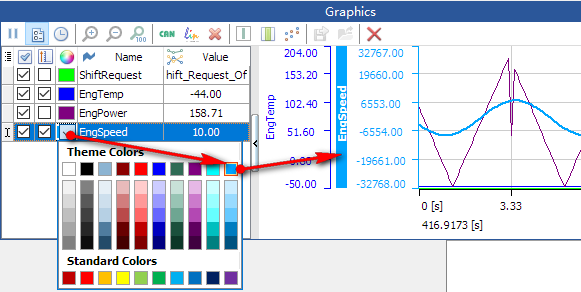 Graphics
100 CAN lin
Name Value
ShiftRequest hift_Request_Of
EngTemp -44.00
EngPower 158.71
EngSpeed 10.00
Theme Colors
Standard Colors
EngTemp
204.00
153.20
102.40
51.60
0.80
-50.00
EngSpeed
32767.00
19660.00
6553.00
-6554.00
-19661.00
-32768.00
0 [s] 3.33
416.9173 [s]